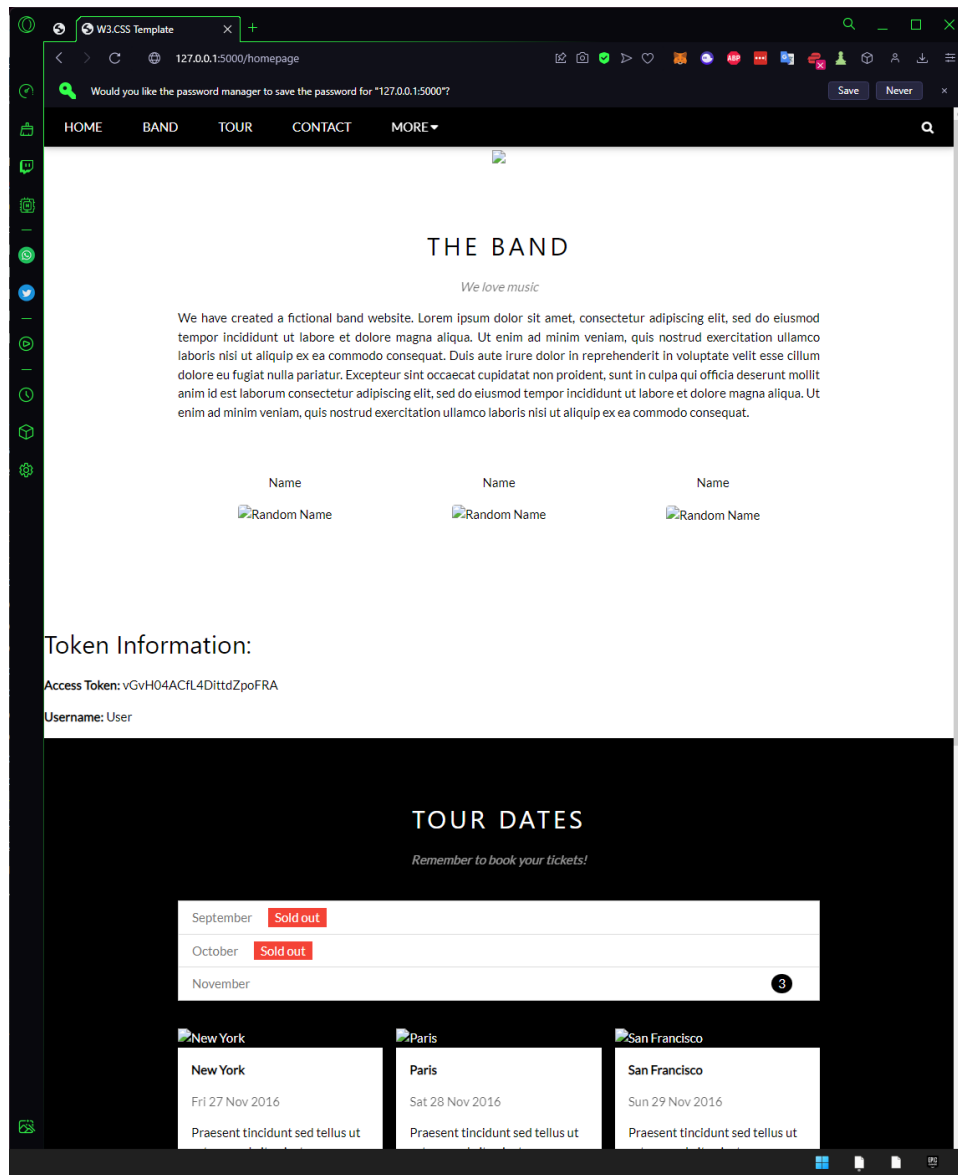 W3.CSS Template
127.0.0.1:5000/homepage
ABP
Would you like the password manager to save the password for "127.0.0.1:5000"?
Save
Never
HOME
BAND
TOUR
CONTACT
MORE
THE BAND
We love music
We have created a fictional band website. Lorem ipsum dolor sit amet, consectetur adipiscing elit, sed do eiusmod
tempor incididunt ut labore et dolore magna aliqua. Ut enim ad minim veniam, quis nostrud exercitation ullamco
laboris nisi ut aliquip ex ea commodo consequat. Duis aute irure dolor in reprehenderit in voluptate velit esse cillum
dolore eu fugiat nulla pariatur. Excepteur sint occaecat cupidatat non proident, sunt in culpa qui officia deserunt mollit
anim id est laborum consectetur adipiscing elit, sed do eiusmod tempor incididunt ut labore et dolore magna aliqua. Ut
enim ad minim veniam, quis nostrud exercitation ullamco laboris nisi ut aliquip ex ea commodo consequat.
Name
Name
Name
Random Name
Random Name
Random Name
Token Information:
Access Token: vGvH04ACfL4DittdZpoFRA
Username: User
TOUR DATES
Remember to book your tickets!
September Sold out
October Sold out
November 3
New York
Paris
San Francisco
New York
Paris
San Francisco
Fri 27 Nov 2016
Sat 28 Nov 2016
Sun 29 Nov 2016
Praesent tincidunt sed tellus ut
Praesent tincidunt sed tellus ut
Praesent tincidunt sed tellus ut
EPIC